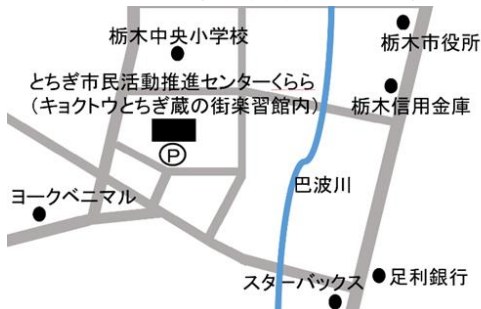 栃木中央小学校
栃木市役所
とちぎ市民活動推進センターくらら
（キョクトウとちぎ蔵の街楽習館内）
栃木信用金庫
P
ヨークベニマル
巴波川
スターバックス
足利銀行